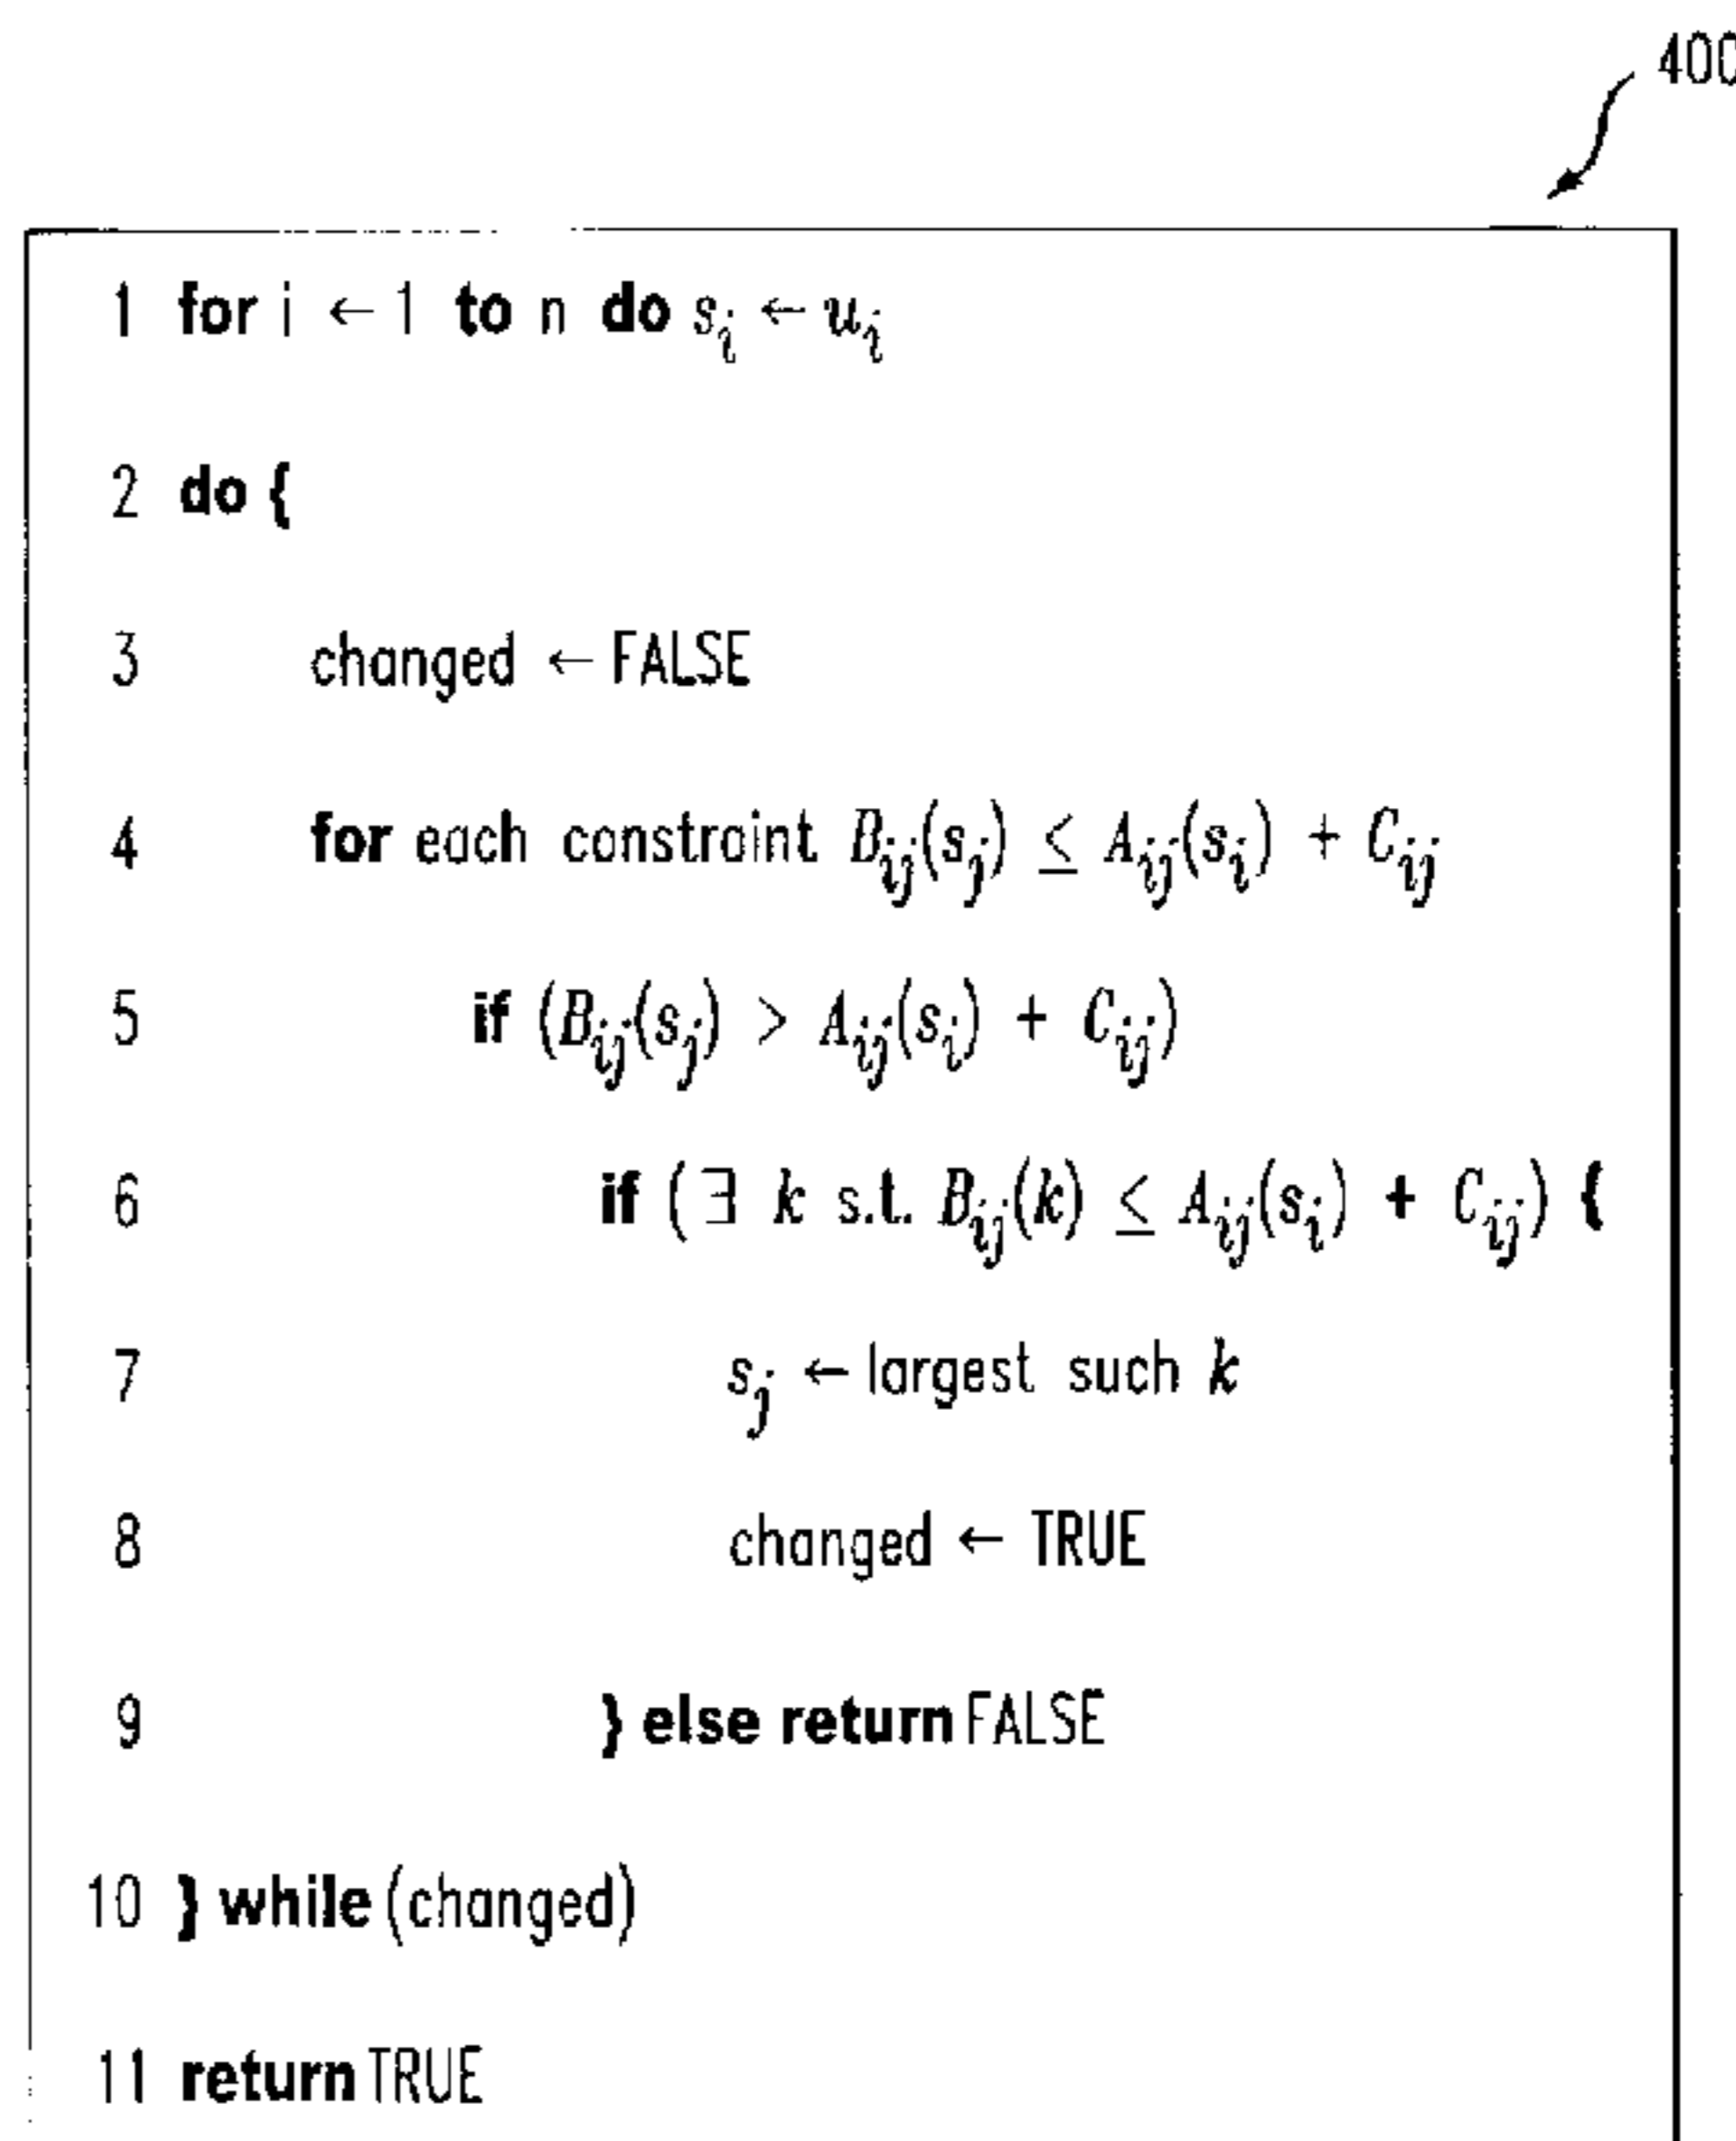 400
1 for i ← 1 to n do s_i ← u_i
2 do {
3 changed ← FALSE
4 for each constraint B_ij(s_j) ≤ A_ij(s_i) + C_ij
5 if (B_ij(s_j) > A_ij(s_i) + C_ij)
6 if (∃ k s.t. B_ij(k) ≤ A_ij(s_i) + C_ij) {
7 s_j ← largest such k
8 changed ← TRUE
9 } else return FALSE
10 } while (changed)
11 return TRUE